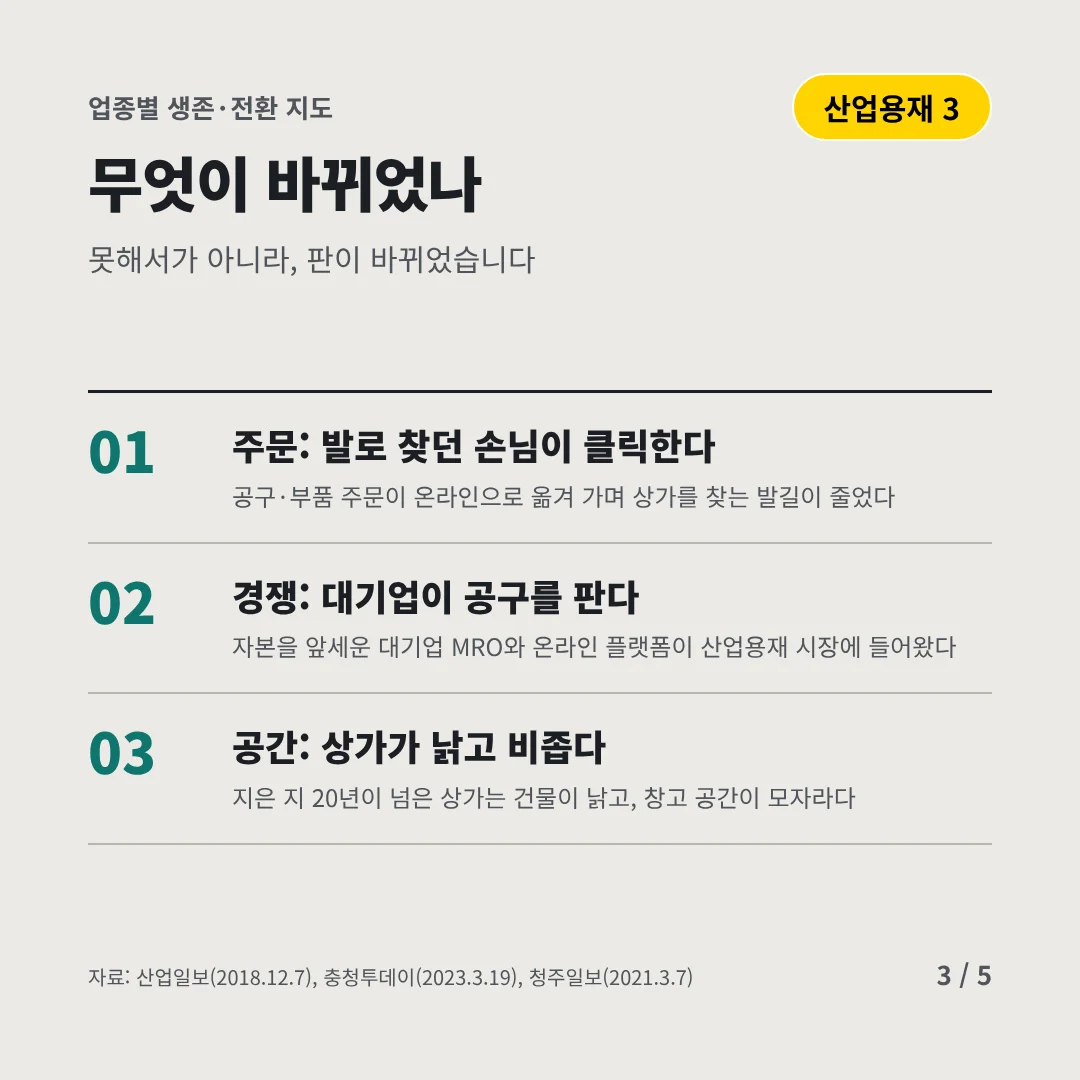 업종별 생존·전환 지도
산업용재 3
무엇이 바뀌었나
못해서가 아니라, 판이 바뀌었습니다
01
주문: 발로 찾던 손님이 클릭한다
공구·부품 주문이 온라인으로 옮겨 가며 상가를 찾는 발길이 줄었다
02
경쟁: 대기업이 공구를 판다
자본을 앞세운 대기업 MRO와 온라인 플랫폼이 산업용재 시장에 들어왔다
03
공간: 상가가 낡고 비좁다
지은 지 20년이 넘은 상가는 건물이 낡고, 창고 공간이 모자라다
자료: 산업일보(2018.12.7), 충청투데이(2023.3.19), 청주일보(2021.3.7)
3 / 5